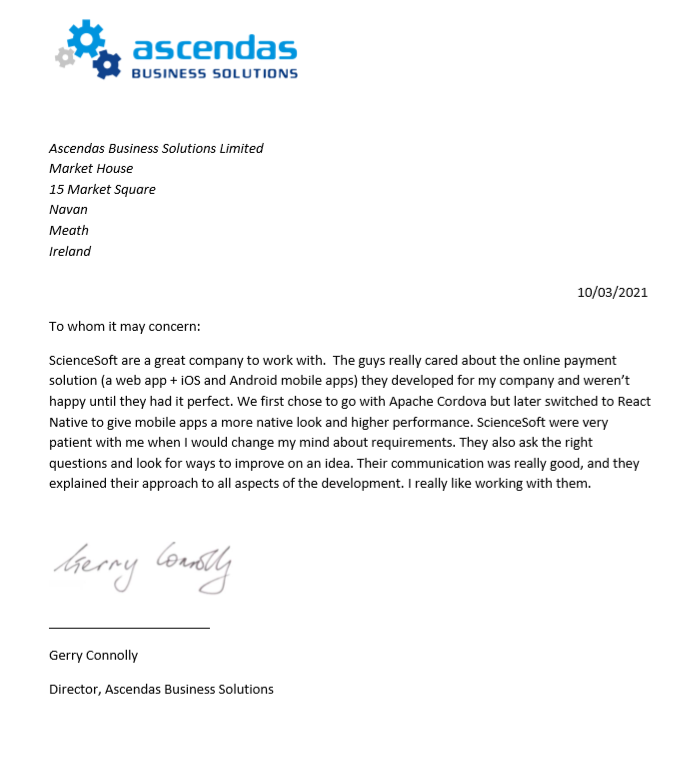 ascendas
BUSINESS SOLUTIONS
Ascendas Business Solutions Limited
Market House
15 Market Square
Navan
Meath
Ireland
10/03/2021
To whom it may concern:
ScienceSoft are a great company to work with.  The guys really cared about the online payment
solution (a web app + iOS and Android mobile apps) they developed for my company and weren’t
happy until they had it perfect. We first chose to go with Apache Cordova but later switched to React
Native to give mobile apps a more native look and higher performance. ScienceSoft were very
patient with me when I would change my mind about requirements. They also ask the right
questions and look for ways to improve on an idea. Their communication was really good, and they
explained their approach to all aspects of the development. I really like working with them.
Gerry Connolly
Gerry Connolly
Director, Ascendas Business Solutions